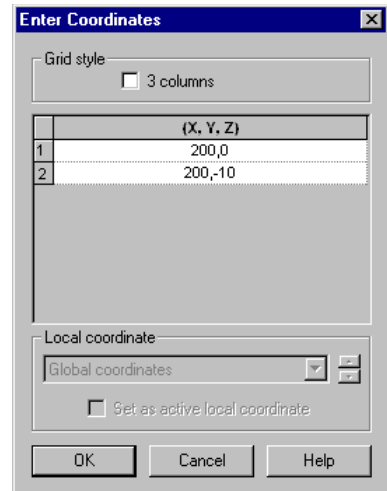 Enter Coordinates
Grid style
3 columns
(X, Y, Z)
1 200,0
2 200,-10
Local coordinate
Global coordinates
Set as active local coordinate
OK Cancel Help